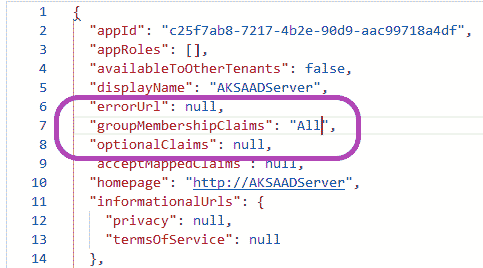 1 {
2 "appId": "c25f7ab8-7217-4b2e-90d9-aac99718a4df",
3 "appRoles": [],
4 "availableToOtherTenants": false,
5 "displayName": "AKSAADServer",
6 "errorUrl": null,
7 "groupMembershipClaims": "All",
8 "optionalClaims": null,
9 "acceptMappedClaims": null,
10 "homepage": "http://AKSAADServer",
11 "informationalUrls": {
12 "privacy": null,
13 "termsOfService": null
14 },